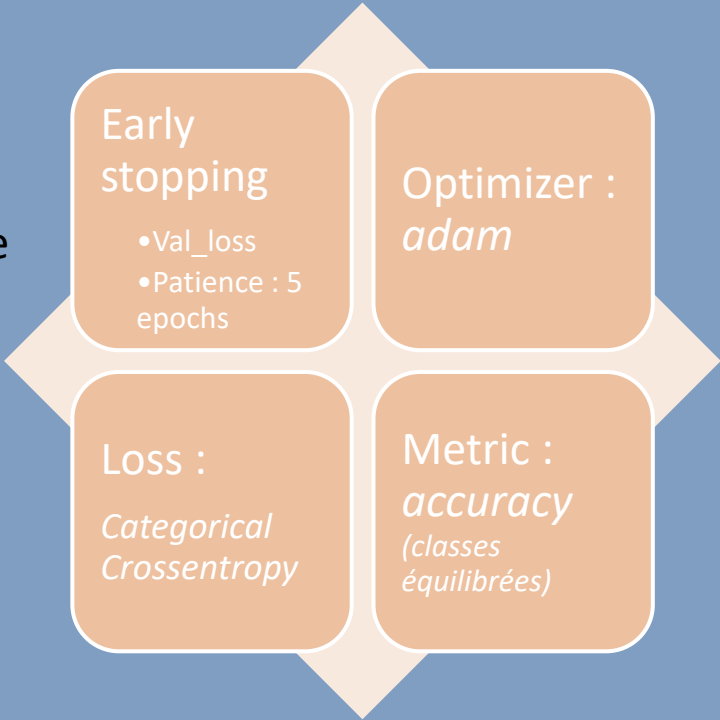 Early
stopping
•Val_loss
•Patience : 5
epochs
Optimizer :
adam
e
Loss :
Categorical
Crossentropy
Metric :
accuracy
(classes
équilibrées)